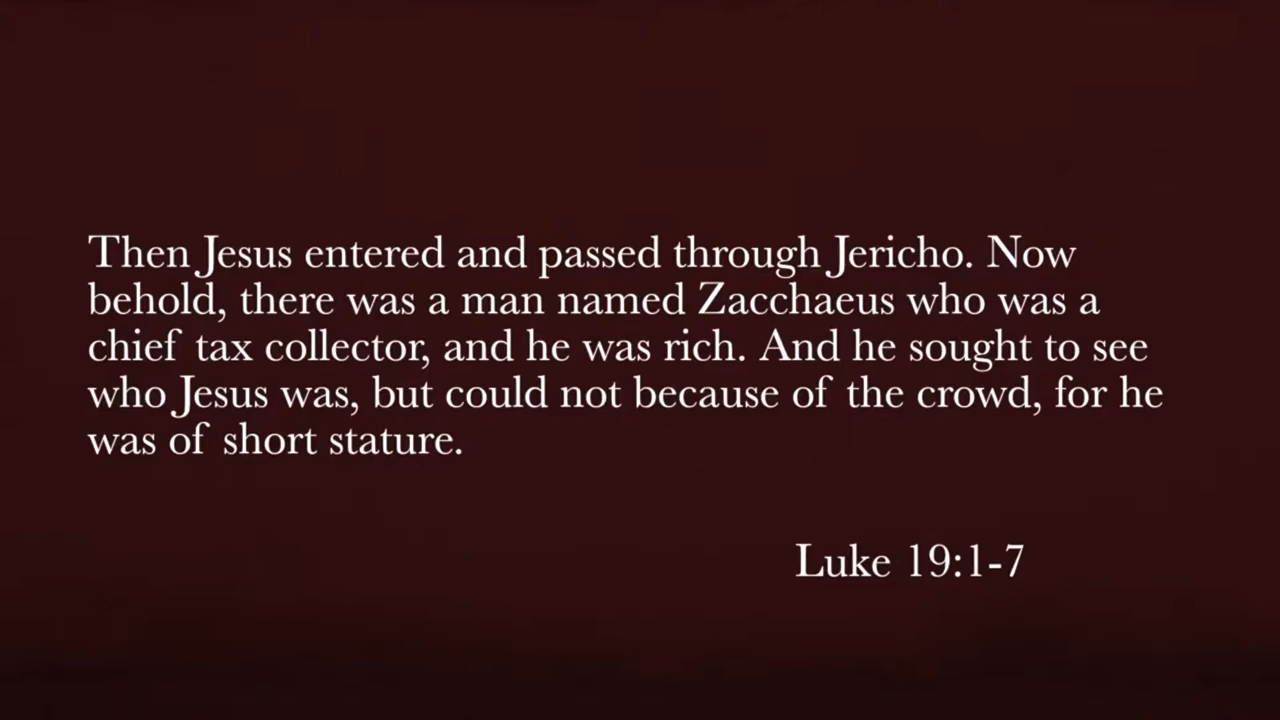 Then Jesus entered and passed through Jericho. Now
behold, there was a man named Zacchaeus who was a
chief tax collector, and he was rich. And he sought to see
who Jesus was, but could not because of the crowd, for he
was of short stature.
Luke 19:1-7